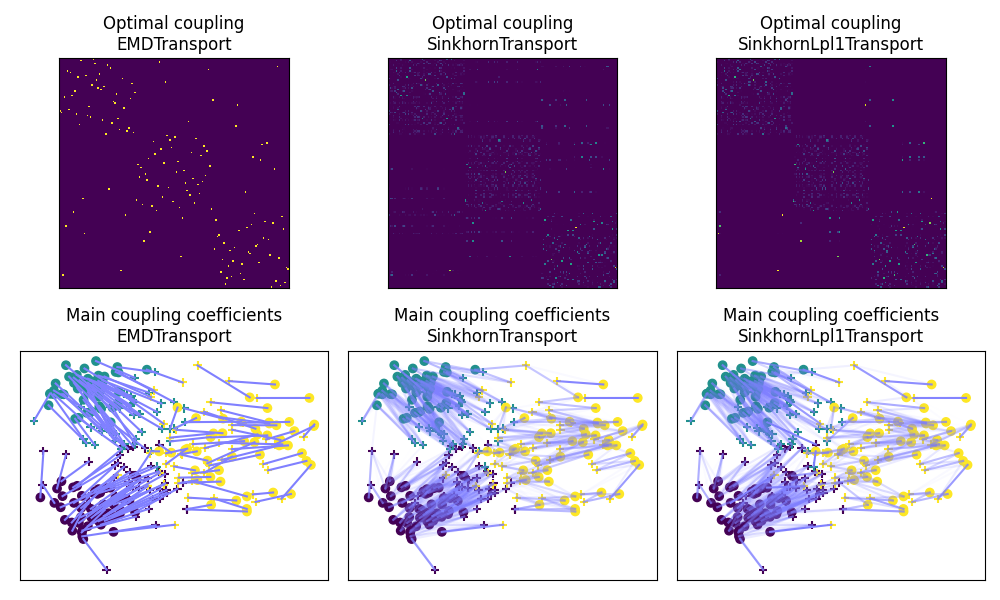 Optimal coupling
EMDTransport
Optimal coupling
SinkhornTransport
Optimal coupling
SinkhornLpl1Transport
Main coupling coefficients
EMDTransport
Main coupling coefficients
SinkhornTransport
Main coupling coefficients
SinkhornLpl1Transport